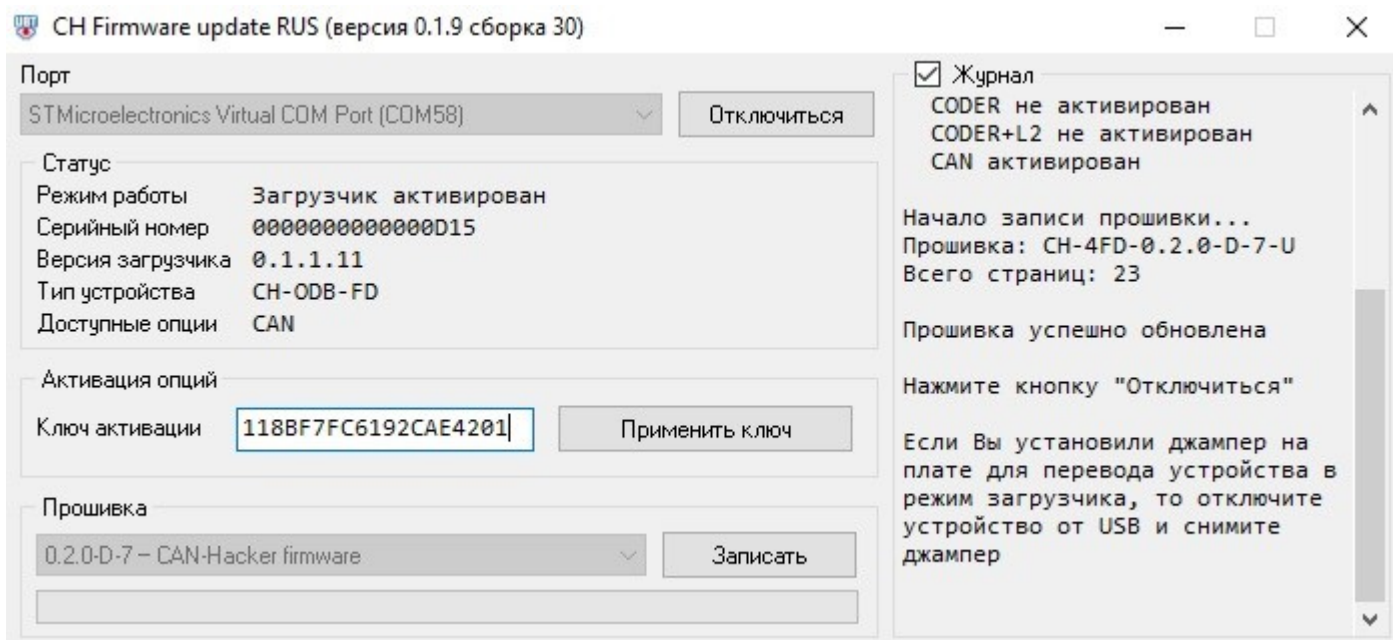 CH Firmware update RUS (версия 0.1.9 сборка 30)
Порт
STMicroelectronics Virtual COM Port (COM58)
Отключиться
Статус
Режим работы Загрузчик активирован
Серийный номер 0000000000000D15
Версия загрузчика 0.1.1.11
Тип устройства CH-ODB-FD
Доступные опции CAN
Активация опций
Ключ активации 118BF7FC6192CAE4201 Применить ключ
Прошивка
0.2.0-D-7 – CAN-Hacker firmware Записать
Журнал
CODER не активирован
CODER+L2 не активирован
CAN активирован
Начало записи прошивки...
Прошивка: CH-4FD-0.2.0-D-7-U
Всего страниц: 23
Прошивка успешно обновлена
Нажмите кнопку "Отключиться"
Если Вы установили джампер на
плате для перевода устройства в
режим загрузчика, то отключите
устройство от USB и снимите
джампер